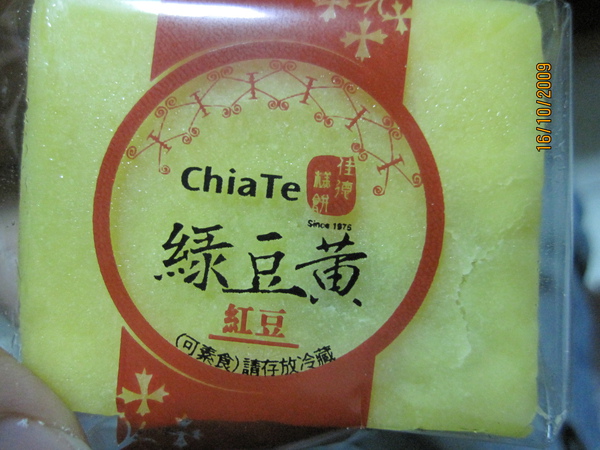 ChiaTe
佳德
糕餅
Since 1975
綠豆黃
紅豆
(可素食)請存放冷藏
16/10/2009